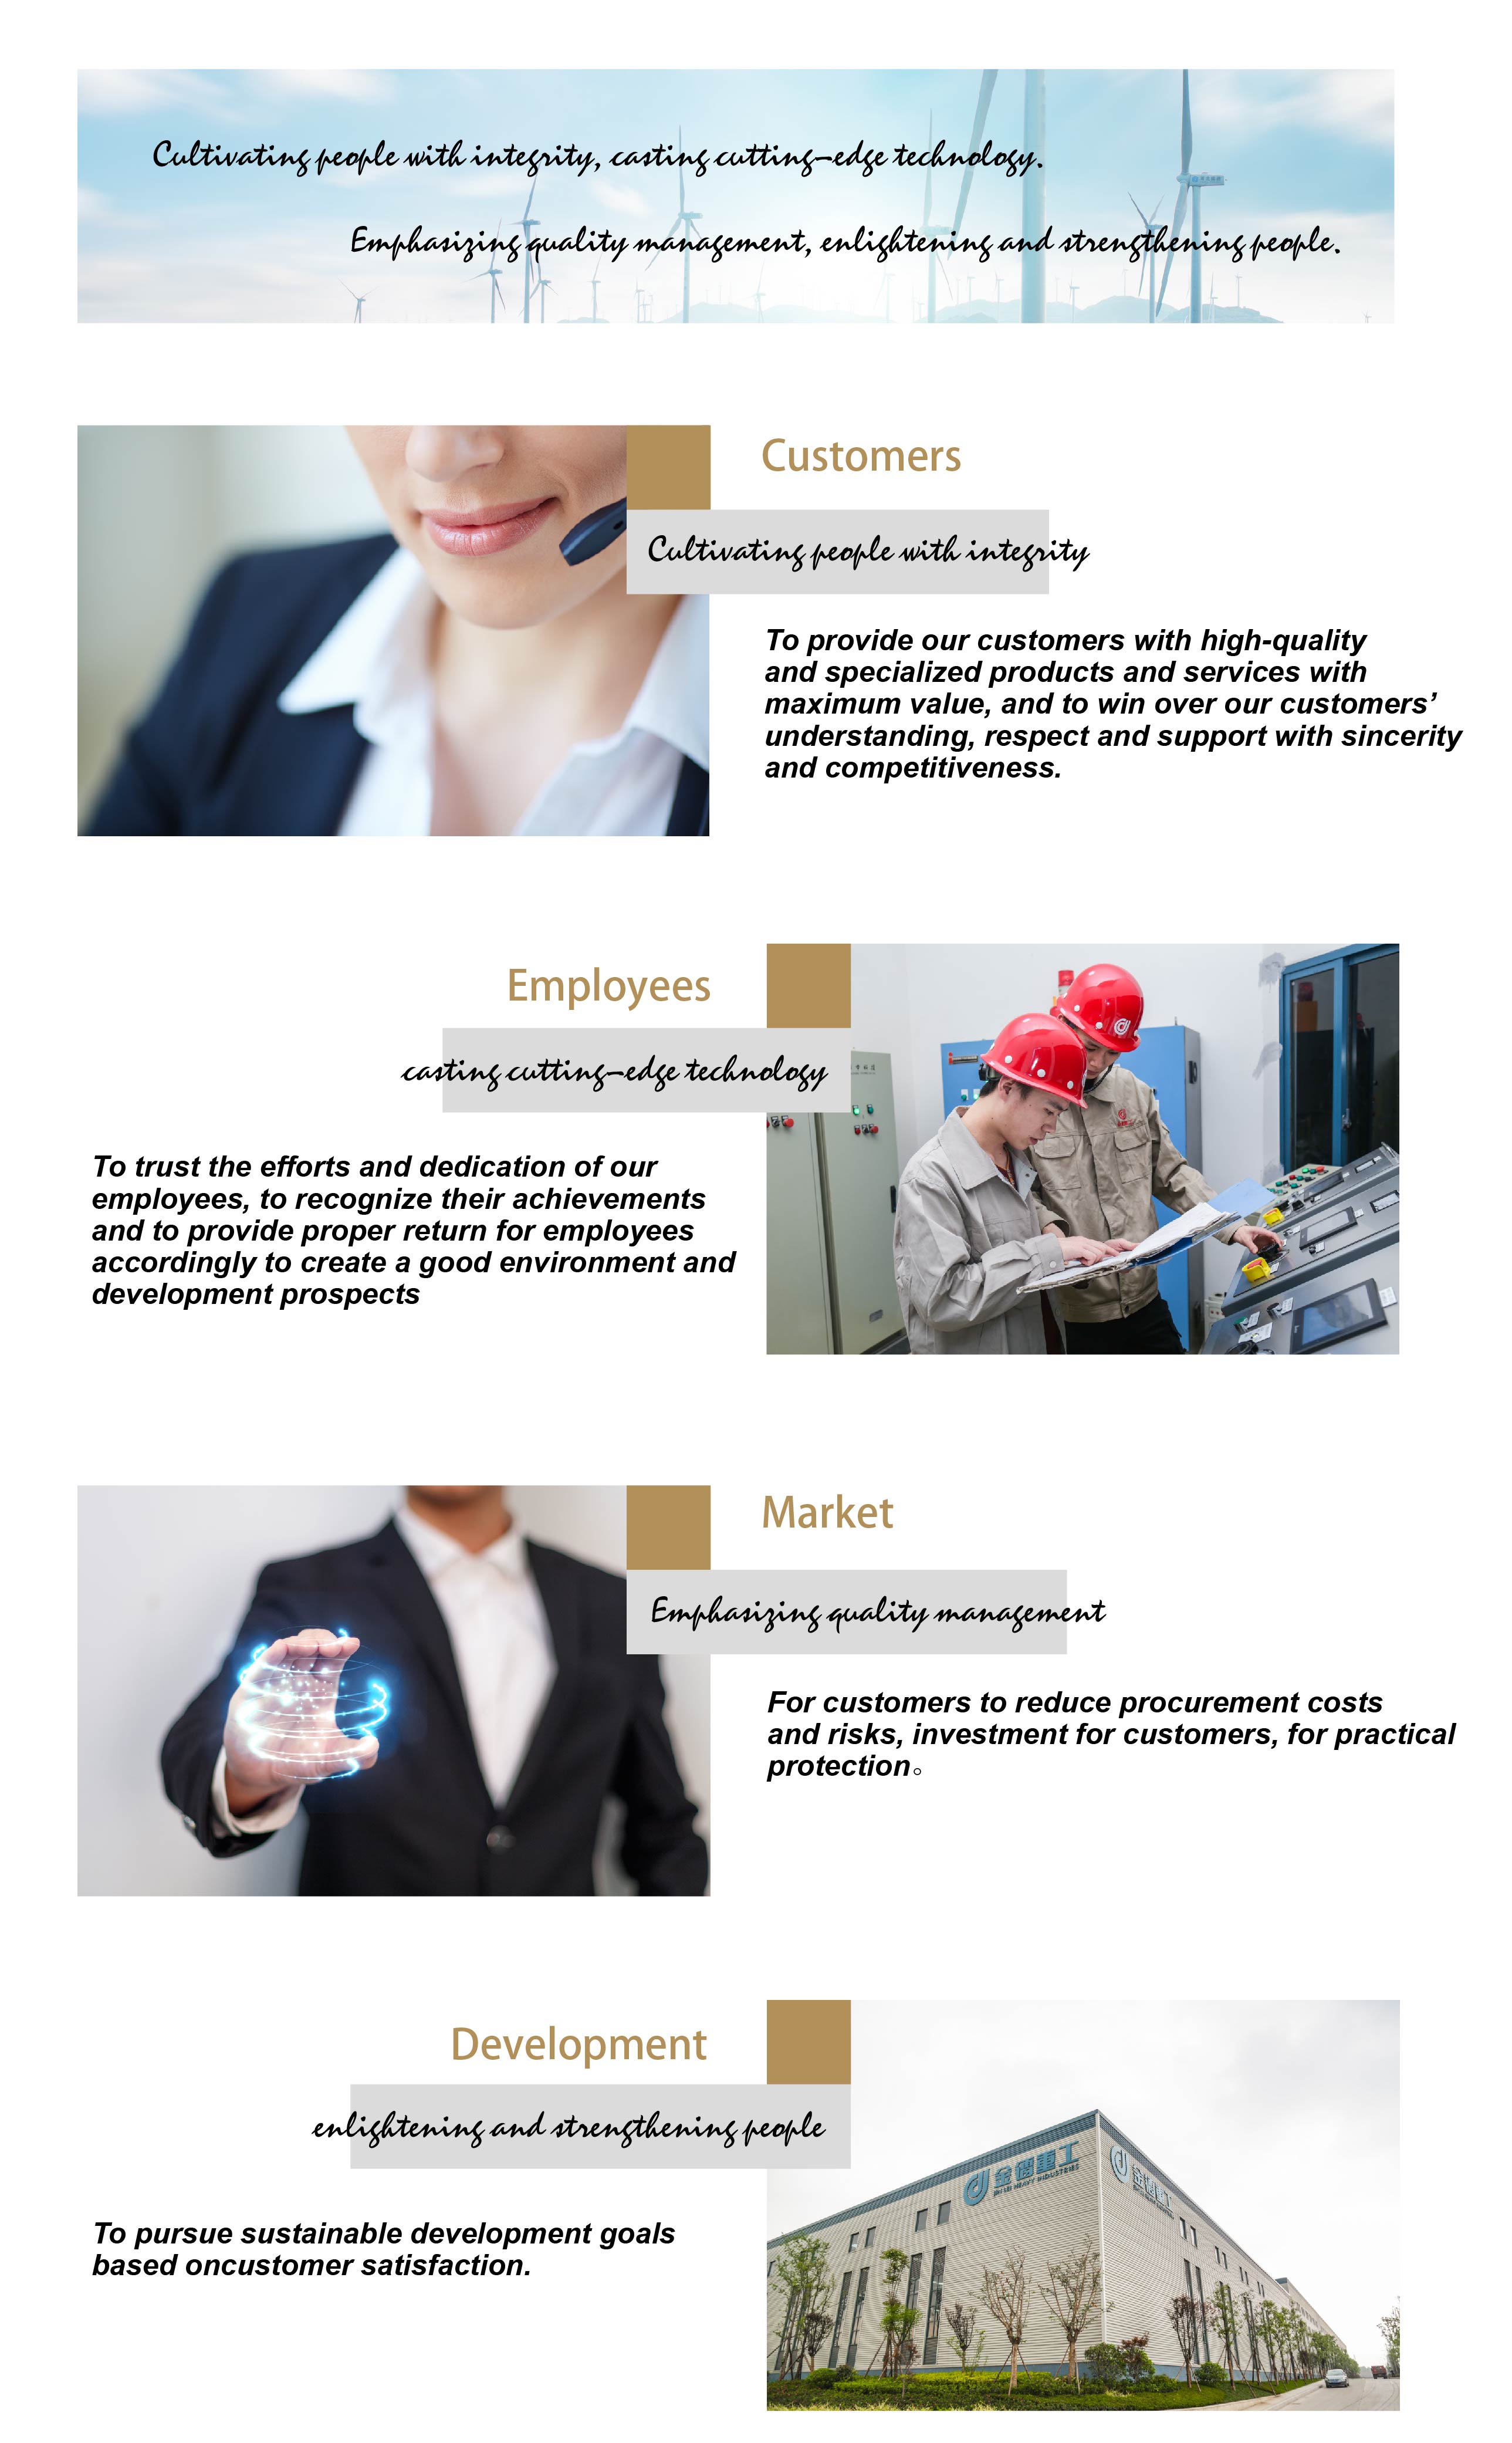 Cultivating people with integrity, casting cutting-edge technology.
Emphasizing quality management, enlightening and strengthening people.
Customers
Cultivating people with integrity
To provide our customers with high-quality
and specialized products and services with
maximum value, and to win over our customers’
understanding, respect and support with sincerity
and competitiveness.
Employees
casting cutting-edge technology
To trust the efforts and dedication of our
employees, to recognize their achievements
and to provide proper return for employees
accordingly to create a good environment and
development prospects
Market
Emphasizing quality management
For customers to reduce procurement costs
and risks, investment for customers, for practical
protection。
Development
enlightening and strengthening people
To pursue sustainable development goals
based oncustomer satisfaction.
重工
HEAVY INDUSTRIES
重工